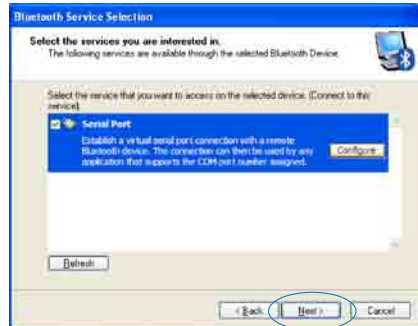 Bluetooth Service Selection
Select the services you are interested in.
The following services are available through the selected Bluetooth Device.
Select the service that you want to access on the selected device. (Connect to this
service).
Serial Port
Establish a virtual serial port connection with a remote
Bluetooth device. The connection can then be used by any
application that supports the COM port number assigned.
Configure
Refresh
< Back
Next >
Cancel